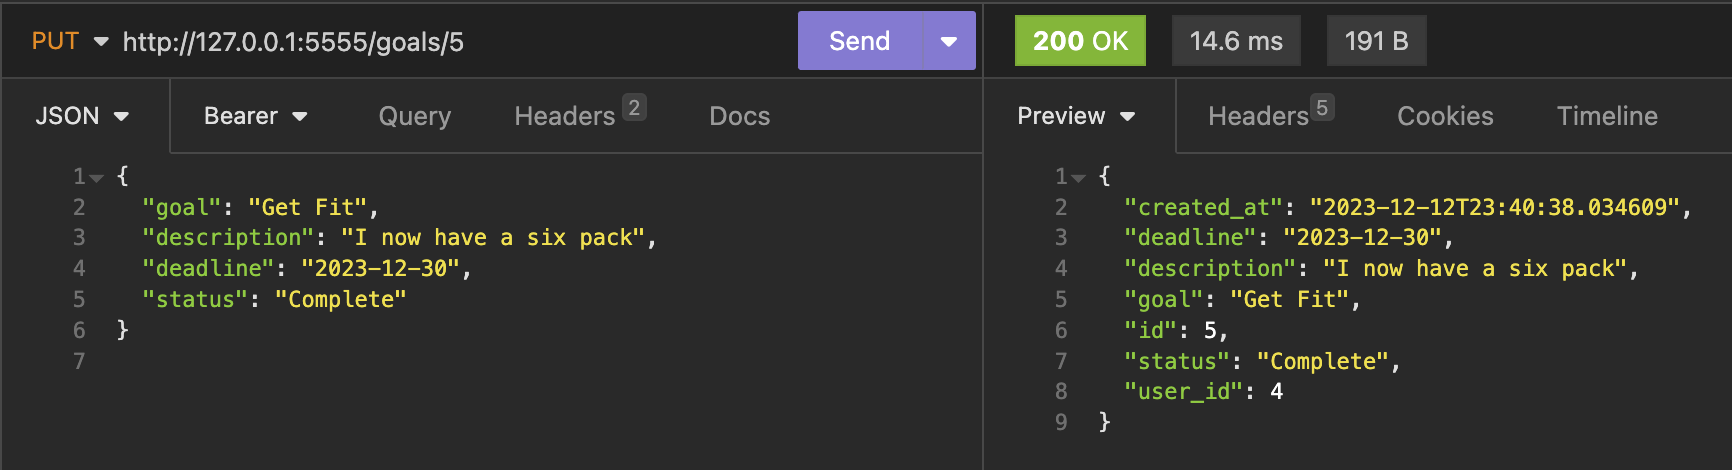 PUT http://127.0.0.1:5555/goals/5 Send
JSON Bearer Query Headers 2 Docs
1 {
2 "goal": "Get Fit",
3 "description": "I now have a six pack",
4 "deadline": "2023-12-30",
5 "status": "Complete"
6 }
7
200 OK 14.6 ms 191 B
Preview Headers 5 Cookies Timeline
1 {
2 "created_at": "2023-12-12T23:40:38.034609",
3 "deadline": "2023-12-30",
4 "description": "I now have a six pack",
5 "goal": "Get Fit",
6 "id": 5,
7 "status": "Complete",
8 "user_id": 4
9 }